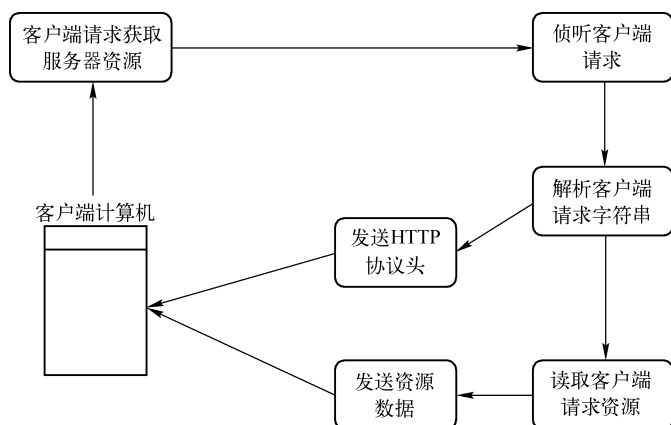 客户端请求获取
服务器资源
侦听客户端
请求
客户端计算机
解析客户端
请求字符串
发送HTTP
协议头
发送资源
数据
读取客户端
请求资源